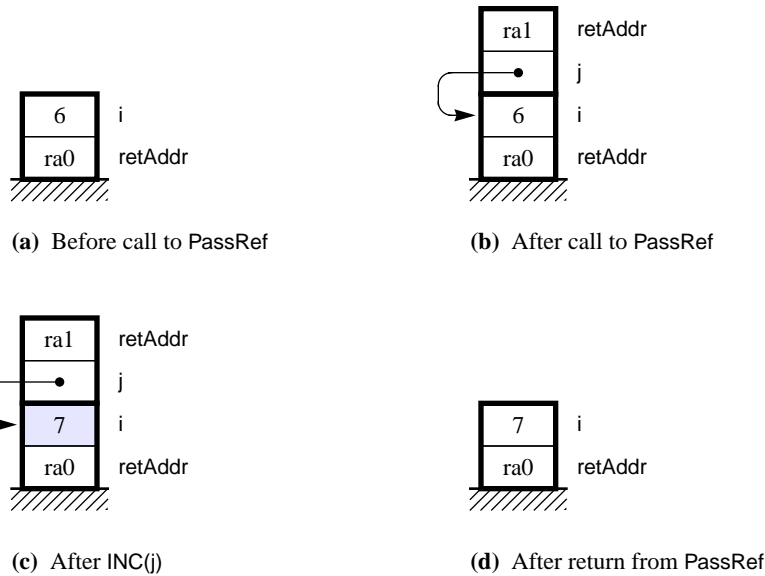 ra1 retAddr
j
6 i
ra0 retAddr
(a) Before call to PassRef
6 i
ra0 retAddr
(b) After call to PassRef
ra1 retAddr
j
7 i
ra0 retAddr
(c) After INC(j)
7 i
ra0 retAddr
(d) After return from PassRef